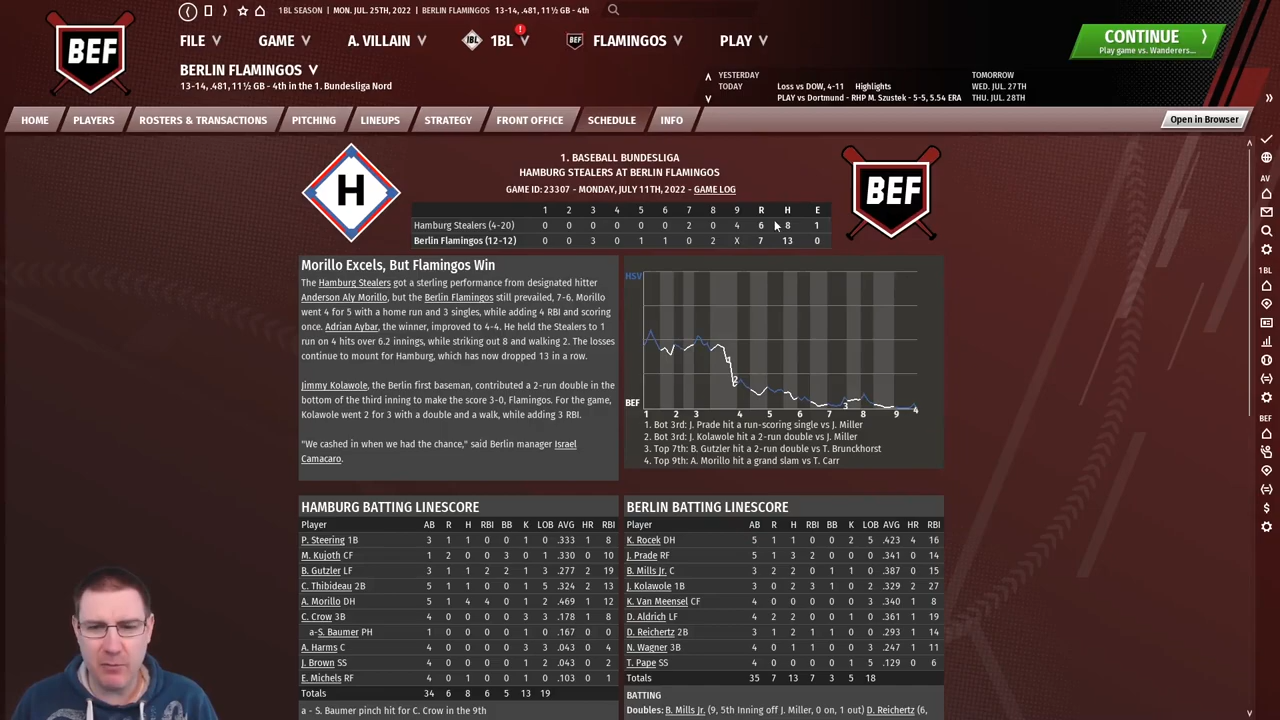 1BL SEASON | MON. JUL. 25TH, 2022 | BERLIN FLAMINGOS 13-14, .481, 11½ GB - 4th
BEF
FILE GAME A. VILLAIN 1BL FLAMINGOS PLAY
CONTINUE
Play game vs. Wanderers...
BERLIN FLAMINGOS
13-14, .481, 11½ GB - 4th in the 1. Bundesliga Nord
YESTERDAY
TODAY
Loss vs DOW, 4-11 Highlights
PLAY vs Dortmund - RHP M. Szustek - 5-5, 5.54 ERA
TOMORROW
WED. JUL. 27TH
THU. JUL. 28TH
HOME PLAYERS ROSTERS & TRANSACTIONS PITCHING LINEUPS STRATEGY FRONT OFFICE SCHEDULE INFO
Open in Browser
H
1. BASEBALL BUNDESLIGA
HAMBURG STEALERS AT BERLIN FLAMINGOS
GAME ID: 23307 - MONDAY, JULY 11TH, 2022 - GAME LOG
BEF
1 2 3 4 5 6 7 8 9 R H E
Hamburg Stealers (4-20) 0 0 0 0 0 0 2 0 4 6 8 1
Berlin Flamingos (12-12) 0 0 3 0 1 1 0 2 X 7 13 0
Morillo Excels, But Flamingos Win
The Hamburg Stealers got a sterling performance from designated hitter
Anderson Aly Morillo, but the Berlin Flamingos still prevailed, 7-6. Morillo
went 4 for 5 with a home run and 3 singles, while adding 4 RBI and scoring
once. Adrian Aybar, the winner, improved to 4-4. He held the Stealers to 1
run on 4 hits over 6.2 innings, while striking out 8 and walking 2. The losses
continue to mount for Hamburg, which has now dropped 13 in a row.
Jimmy Kolawole, the Berlin first baseman, contributed a 2-run double in the
bottom of the third inning to make the score 3-0, Flamingos. For the game,
Kolawole went 2 for 3 with a double and a walk, while adding 3 RBI.
"We cashed in when we had the chance," said Berlin manager Israel
Camacaro.
HSV
BEF
2
3
4
1 2 3 4 5 6 7 8 9
1. Bot 3rd: J. Prade hit a run-scoring single vs J. Miller
2. Bot 3rd: J. Kolawole hit a 2-run double vs J. Miller
3. Top 7th: B. Gutzler hit a 2-run double vs T. Brunckhorst
4. Top 9th: A. Morillo hit a grand slam vs T. Carr
HAMBURG BATTING LINESCORE
Player AB R H RBI BB K LOB AVG HR RBI
P. Steering 1B 3 1 1 0 0 1 0 .333 1 8
M. Kujoth CF 1 2 0 0 3 0 1 .330 0 10
B. Gutzler LF 3 1 1 2 2 1 3 .277 2 19
C. Thibideau 2B 5 1 1 0 0 1 5 .324 2 13
A. Morillo DH 5 1 4 4 0 1 2 .469 1 12
C. Crow 3B 4 0 0 0 0 3 3 .178 1 8
a-S. Baumer PH 1 0 0 0 0 1 0 .167 0 0
A. Harms C 4 0 0 0 0 3 3 .043 0 4
J. Brown SS 4 0 0 0 0 1 2 .043 0 2
E. Michels RF 4 0 1 0 0 1 0 .103 0 1
Totals 34 6 8 6 5 13 19
a - S. Baumer pinch hit for C. Crow in the 9th
BERLIN BATTING LINESCORE
Player AB R H RBI BB K LOB AVG HR RBI
K. Rocek DH 5 1 1 0 0 2 5 .423 4 16
J. Prade RF 5 1 3 2 0 0 0 .341 0 14
B. Mills Jr. C 3 2 2 0 1 1 0 .387 0 15
J. Kolawole 1B 3 0 2 3 1 0 2 .329 2 27
K. Van Meensel CF 4 0 0 0 0 0 3 .340 1 8
D. Aldrich LF 4 2 2 0 0 1 0 .361 1 19
D. Reichertz 2B 3 1 2 1 1 0 0 .293 1 14
N. Wagner 3B 4 0 1 1 0 0 3 .247 1 11
T. Pape SS 4 0 0 0 0 1 5 .129 0 6
Totals 35 7 13 7 3 5 18
BATTING
Doubles: B. Mills Jr. (9, 5th Inning off J. Miller, 0 on, 1 out) D. Reichertz (6,